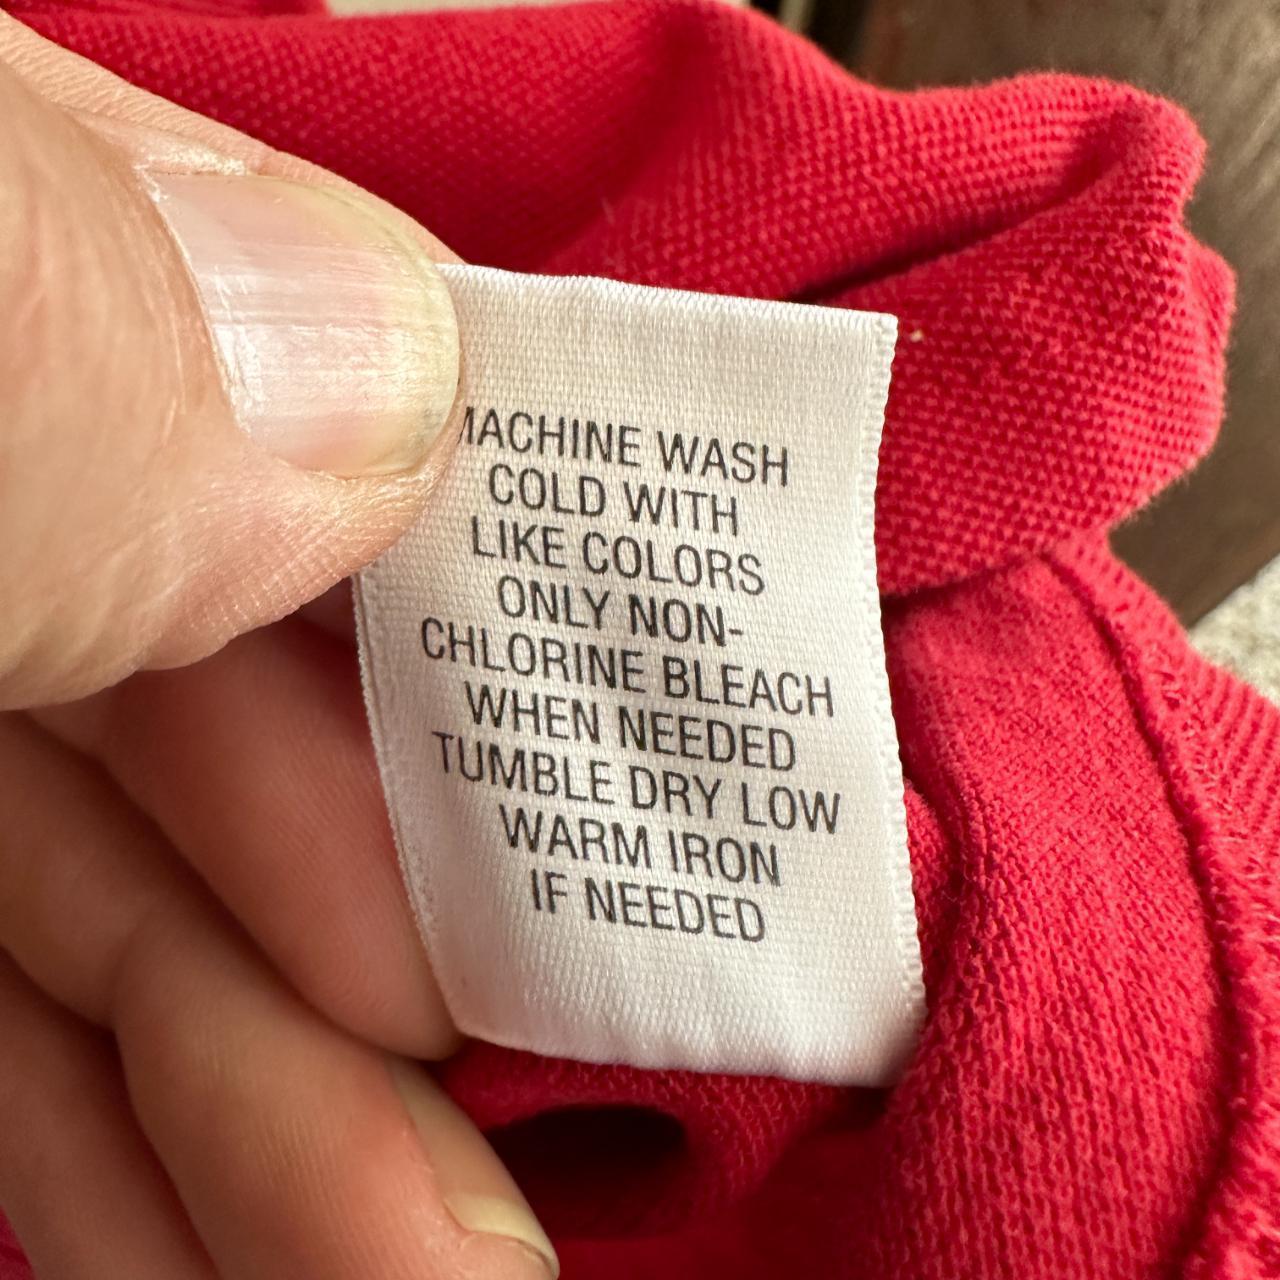 MACHINE WASH
COLD WITH
LIKE COLORS
ONLY NON-
CHLORINE BLEACH
WHEN NEEDED
TUMBLE DRY LOW
WARM IRON
IF NEEDED